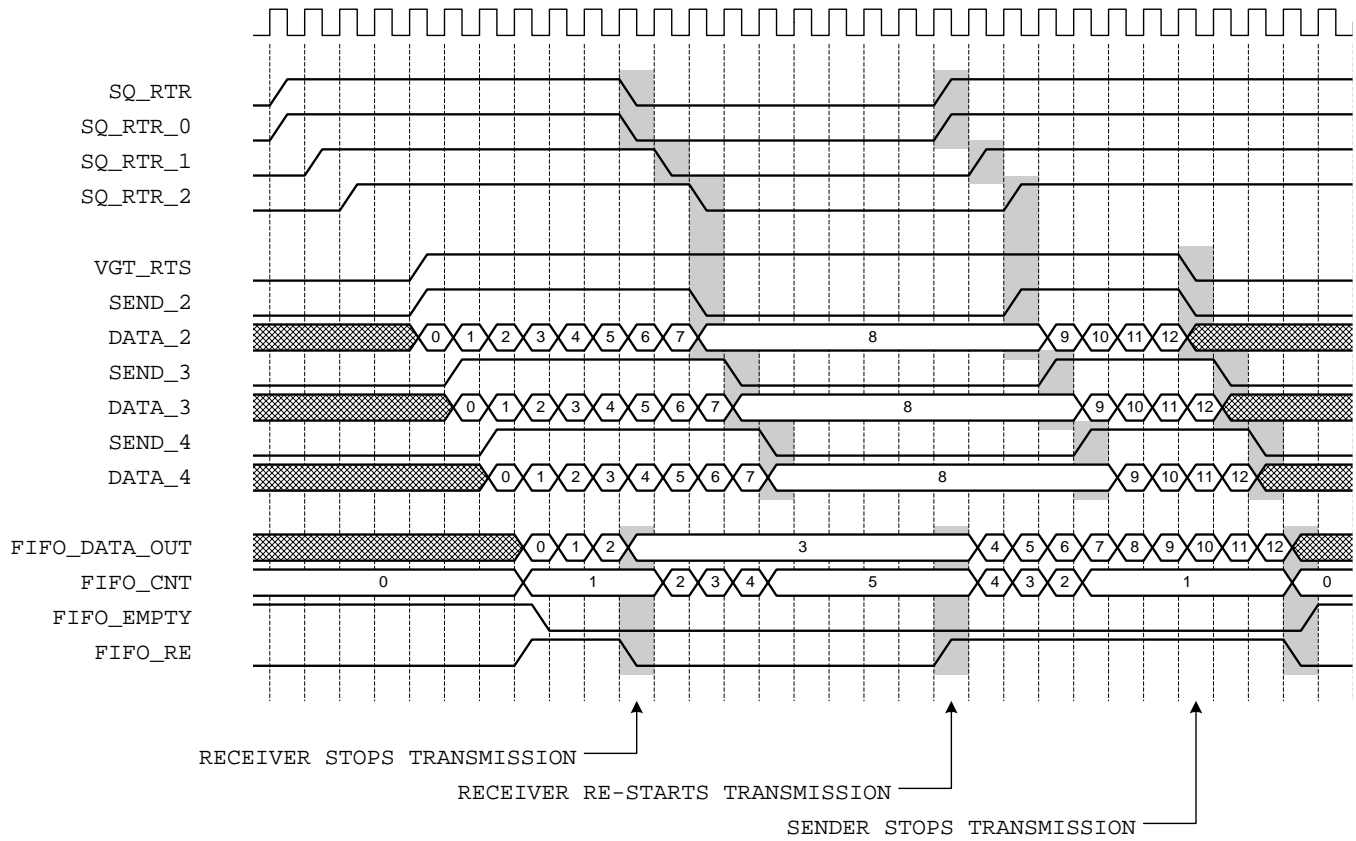 SQ_RTR
SQ_RTR_0
SQ_RTR_1
SQ_RTR_2
VGT_RTS
SEND_2
DATA_2 0 1 2 3 4 5 6 7 8 9 10 11 12
SEND_3
DATA_3 0 1 2 3 4 5 6 7 8 9 10 11 12
SEND_4
DATA_4 0 1 2 3 4 5 6 7 8 9 10 11 12
FIFO_DATA_OUT 0 1 2 3 4 5 6 7 8 9 10 11 12
FIFO_CNT 0 1 2 3 4 5 4 3 2 1 0
FIFO_EMPTY
FIFO_RE
RECEIVER STOPS TRANSMISSION
RECEIVER RE-STARTS TRANSMISSION
SENDER STOPS TRANSMISSION